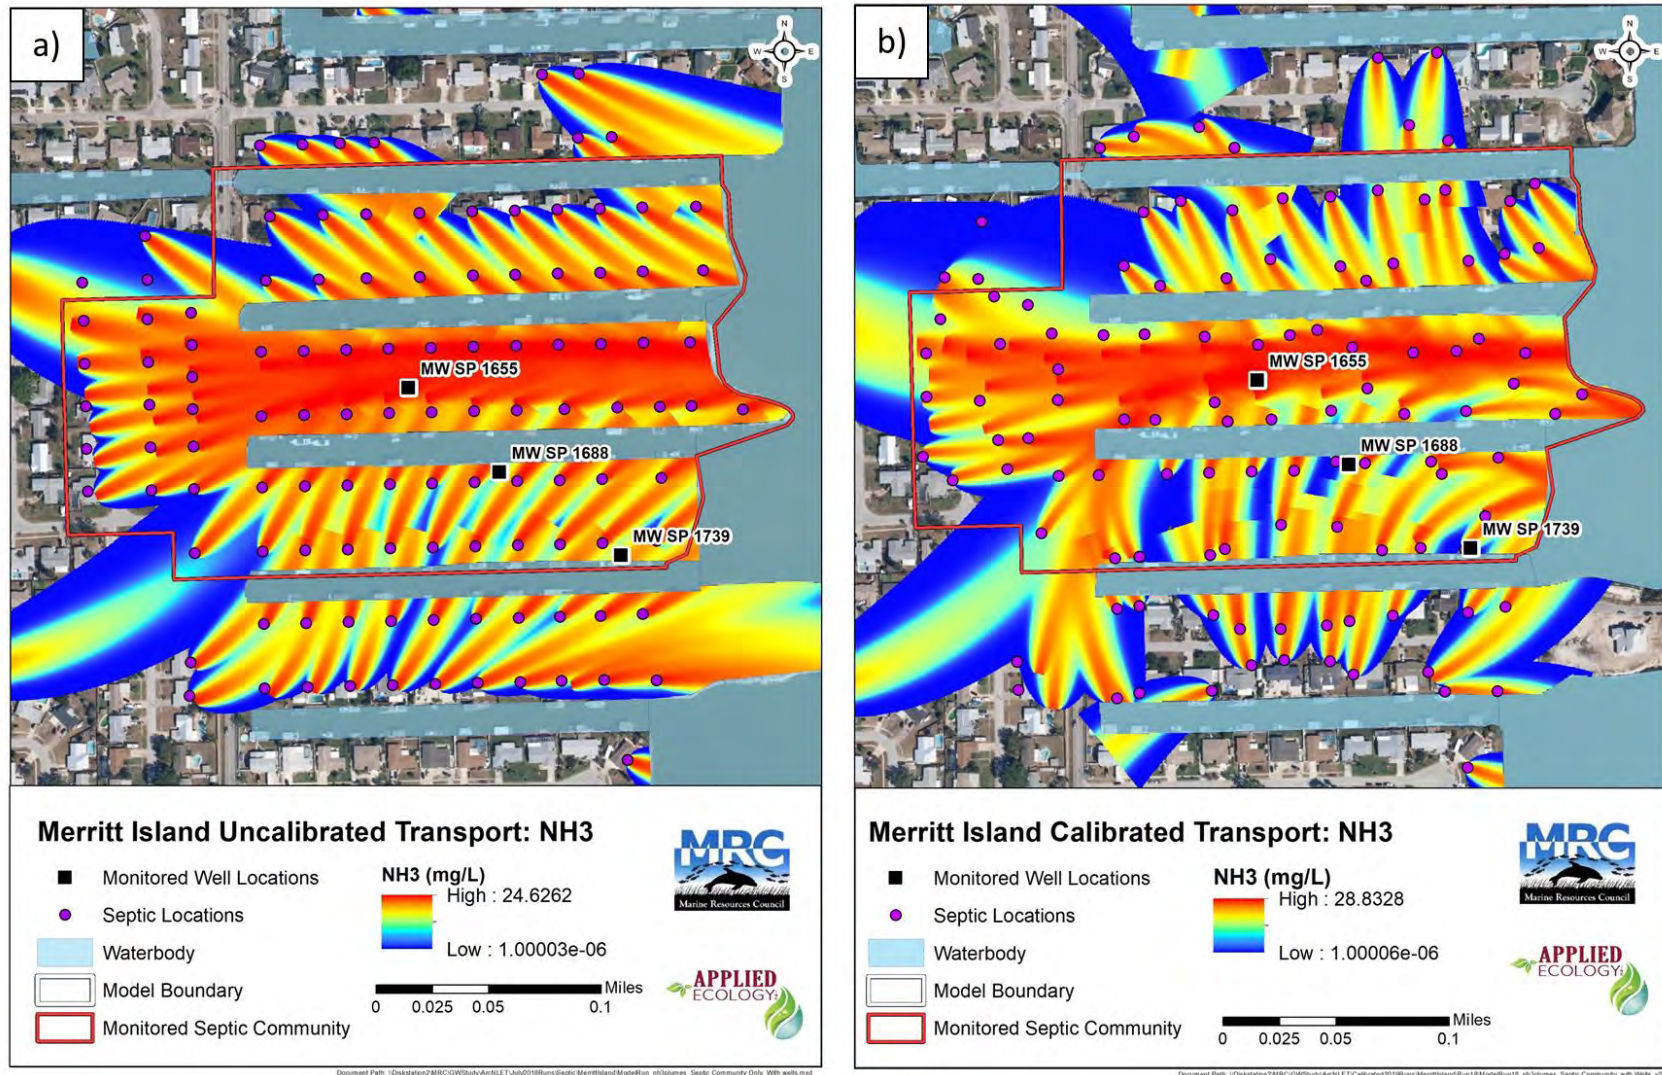 a)
N
W E
S
MW SP 1655
MW SP 1688
MW SP 1739
Merritt Island Uncalibrated Transport: NH3
Monitored Well Locations
Septic Locations
Waterbody
Model Boundary
Monitored Septic Community
NH3 (mg/L)
High : 24.6262
Low : 1.00003e-06
Miles
0 0.025 0.05 0.1
MRC
Marine Resources Council
APPLIED
ECOLOGY
b)
N
W E
S
MW SP 1655
MW SP 1688
MW SP 1739
Merritt Island Calibrated Transport: NH3
Monitored Well Locations
Septic Locations
Waterbody
Model Boundary
Monitored Septic Community
NH3 (mg/L)
High : 28.8328
Low : 1.00006e-06
Miles
0 0.025 0.05 0.1
MRC
Marine Resources Council
APPLIED
ECOLOGY